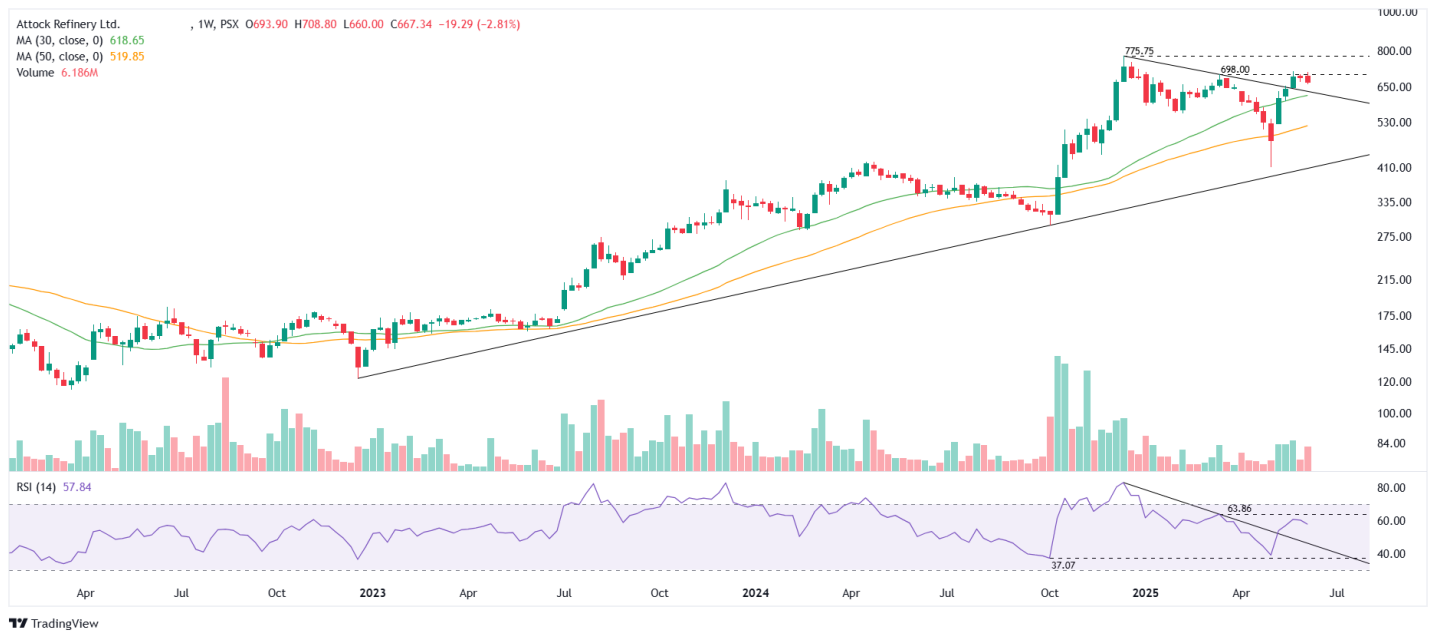 Attock Refinery Ltd. , 1W, PSX O693.90 H708.80 L660.00 C667.34 −19.29 (−2.81%)
MA (30, close, 0) 618.65
MA (50, close, 0) 519.85
Volume 6.186M
1000.00
775.75
800.00
698.00
650.00
530.00
410.00
335.00
275.00
215.00
175.00
145.00
120.00
100.00
84.00
RSI (14) 57.84
80.00
63.86
60.00
40.00
37.07
Apr Jul Oct 2023 Apr Jul Oct 2024 Apr Jul Oct 2025 Apr Jul
TradingView